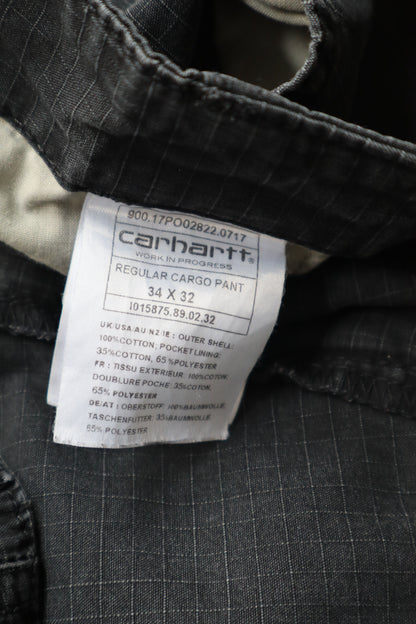 900.17PO02822.0717
carhartt
WORK IN PROGRESS
REGULAR CARGO PANT
34 X 32
I015875.89.02.32
UK USA AU NZ IE : OUTER SHELL:
100%COTTON, POCKET LINING:
35%COTTON, 65%POLYESTER
FR : TISSU EXTERIEUR: 100%COTON,
DOUBLURE POCHE: 35%COTON,
65% POLYESTER
DE/AT : OBERSTOFF: 100%BAUMWOLLE,
TASCHENFUTTER: 35%BAUMWOLLE,
65% POLYESTER